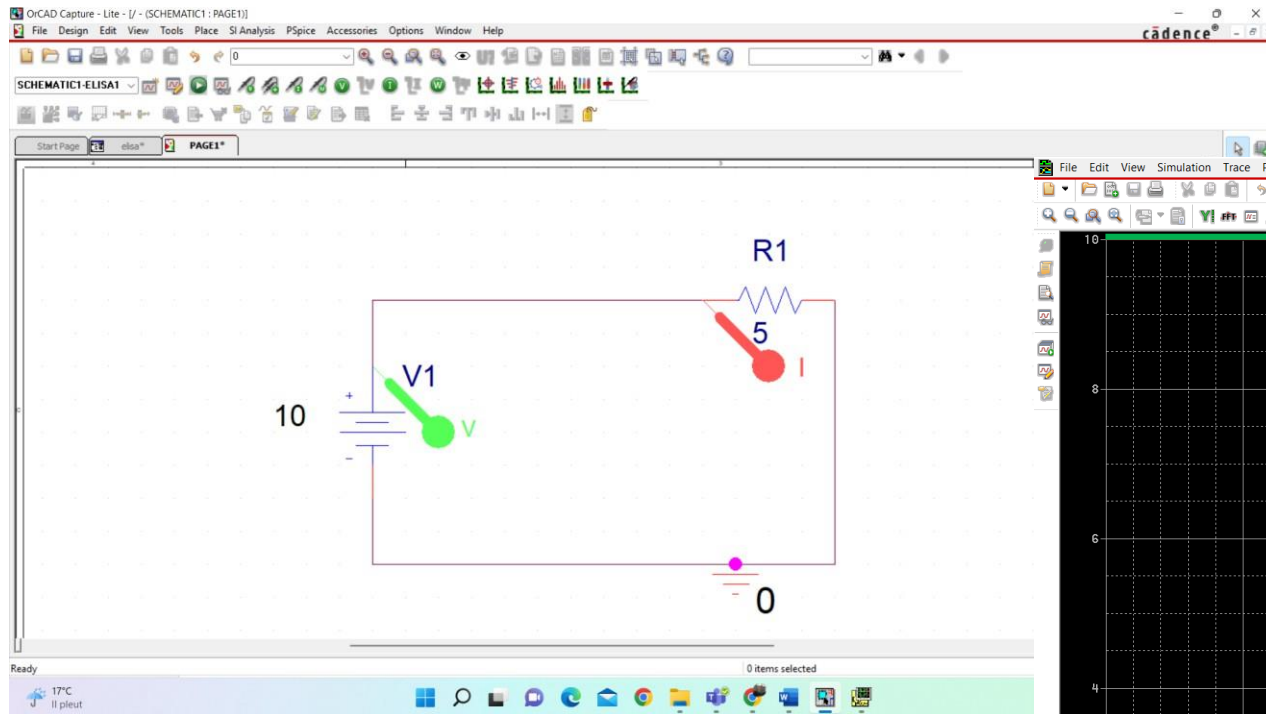 OrCAD Capture - Lite - [/ - (SCHEMATIC1 : PAGE1)]
File Design Edit View Tools Place SI Analysis PSpice Accessories Options Window Help
cādence®
0
SCHEMATIC1-ELISA1
Start Page elsa* PAGE1*
4 3
File Edit View Simulation Trace P
10
R1
5
I
V1
+
10
V
8
C
-
6
0
4
Ready 0 items selected
17°C
Il pleut